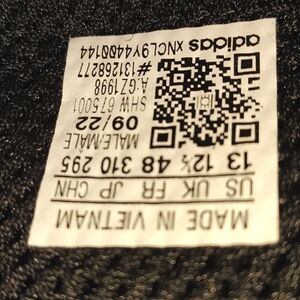 MADE IN VIETNAM
US UK FR JP CHN
13 12½ 48 310 295
MALE/MALE
09/22
SHW 675001
A:GZ1998
#131268277
adidas xNCL9Y4400144